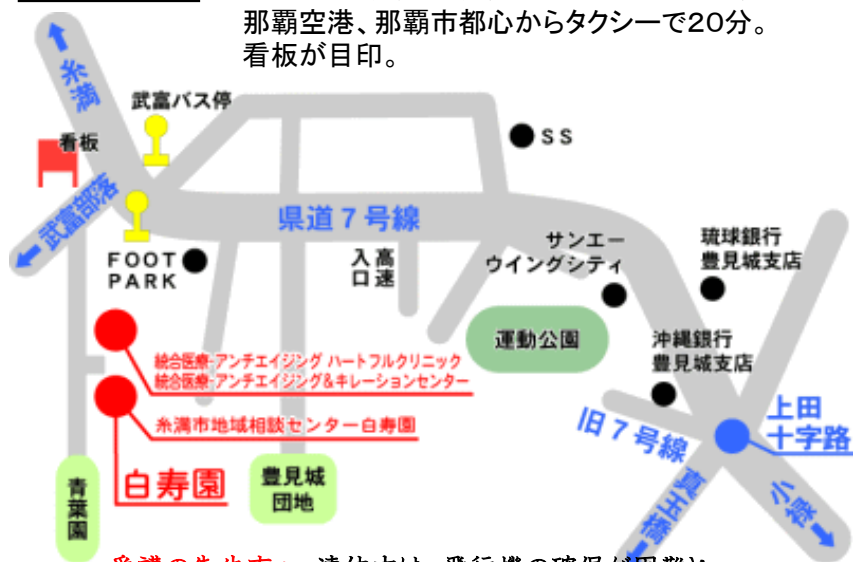 那覇空港、那覇市都心からタクシーで20分。
看板が目印。
糸満
武富バス停
看板
SS
武富部落
県道7号線
FOOT
PARK
高速
入口
サンエー
ウイングシティ
琉球銀行
豊見城支店
運動公園
沖縄銀行
豊見城支店
統合医療・アンチエイジング ハートフルクリニック
統合医療・アンチエイジング&キレーションセンター
糸満市地域相談センター白寿園
旧7号線
上田
十字路
白寿園
青葉園
豊見城
団地
真玉橋
小禄